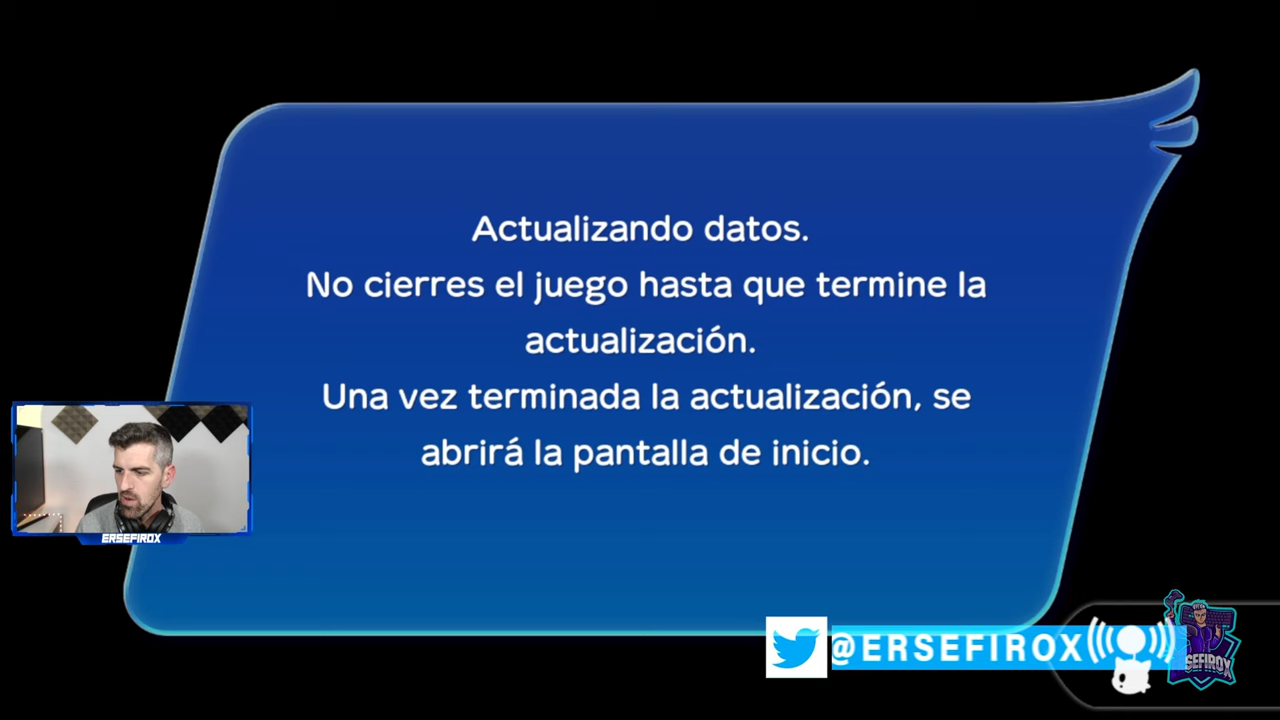 Actualizando datos.
No cierres el juego hasta que termine la
actualización.
Una vez terminada la actualización, se
abrirá la pantalla de inicio.
ERSEFIROX
@ERSEFIROX
SEFIROX